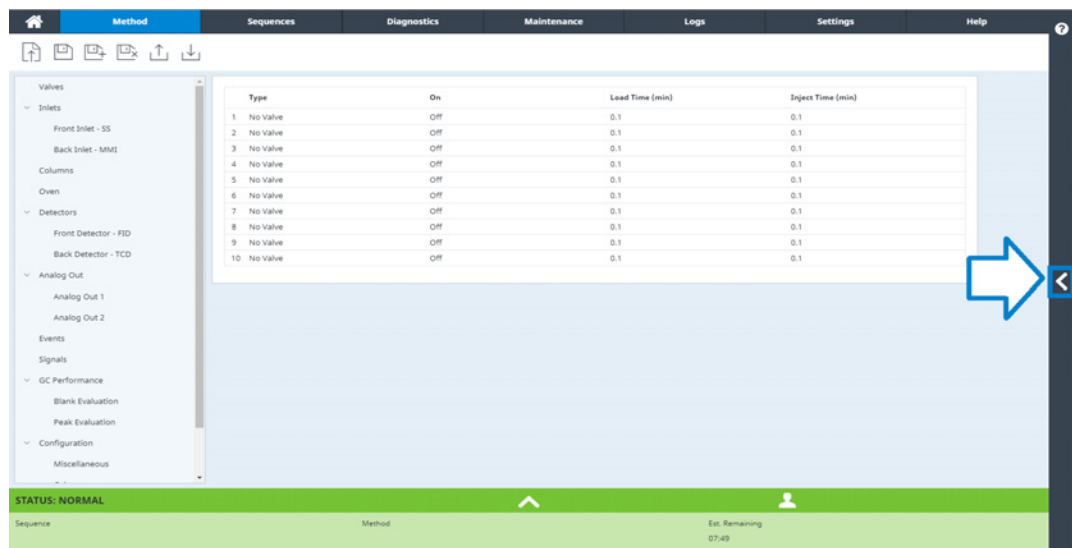 Method Sequences Diagnostics Maintenance Logs Settings Help
Valves
Inlets
Front Inlet - SS
Back Inlet - MMI
Columns
Oven
Detectors
Front Detector - FID
Back Detector - TCD
Analog Out
Analog Out 1
Analog Out 2
Events
Signals
GC Performance
Blank Evaluation
Peak Evaluation
Configuration
Miscellaneous
Type On Load Time (min) Inject Time (min)
1 No Valve Off 0.1 0.1
2 No Valve Off 0.1 0.1
3 No Valve Off 0.1 0.1
4 No Valve Off 0.1 0.1
5 No Valve Off 0.1 0.1
6 No Valve Off 0.1 0.1
7 No Valve Off 0.1 0.1
8 No Valve Off 0.1 0.1
9 No Valve Off 0.1 0.1
10 No Valve Off 0.1 0.1
STATUS: NORMAL
Sequence Method Est. Remaining
07:49